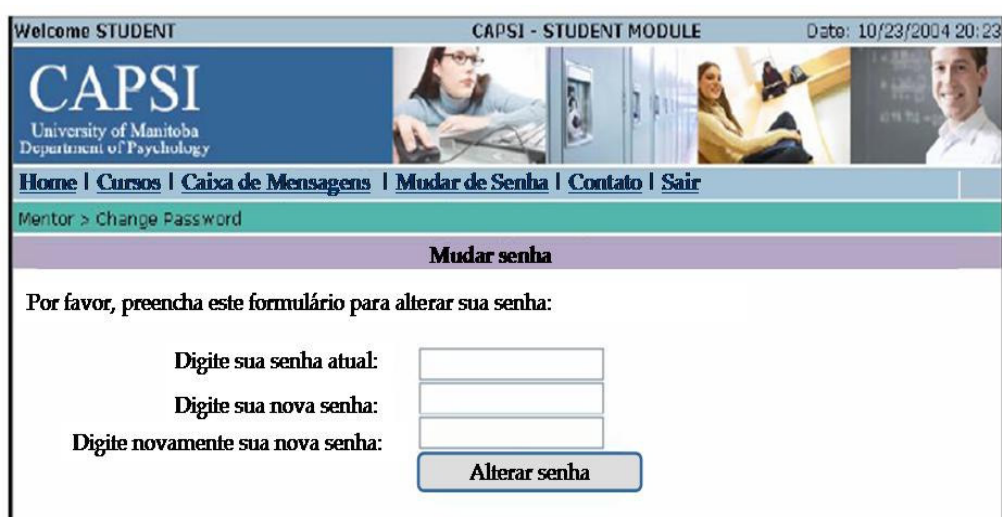 Welcome STUDENT CAPSI - STUDENT MODULE Date: 10/23/2004 20:23
CAPSI
University of Manitoba
Department of Psychology
Home | Cursos | Caixa de Mensagens | Mudar de Senha | Contato | Sair
Mentor > Change Password
Mudar senha
Por favor, preencha este formulário para alterar sua senha:
Digite sua senha atual:
Digite sua nova senha:
Digite novamente sua nova senha:
Alterar senha